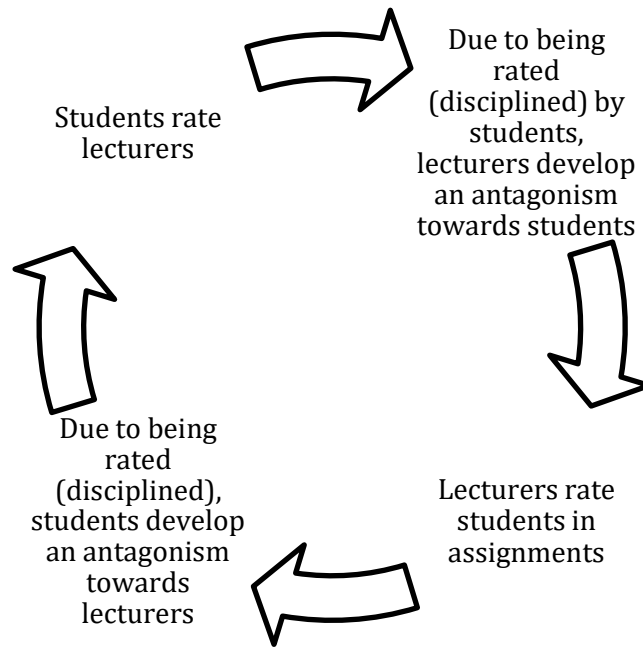 Students rate
lecturers
Due to being
rated
(disciplined) by
students,
lecturers develop
an antagonism
towards students
Lecturers rate
students in
assignments
Due to being
rated
(disciplined),
students develop
an antagonism
towards
lecturers